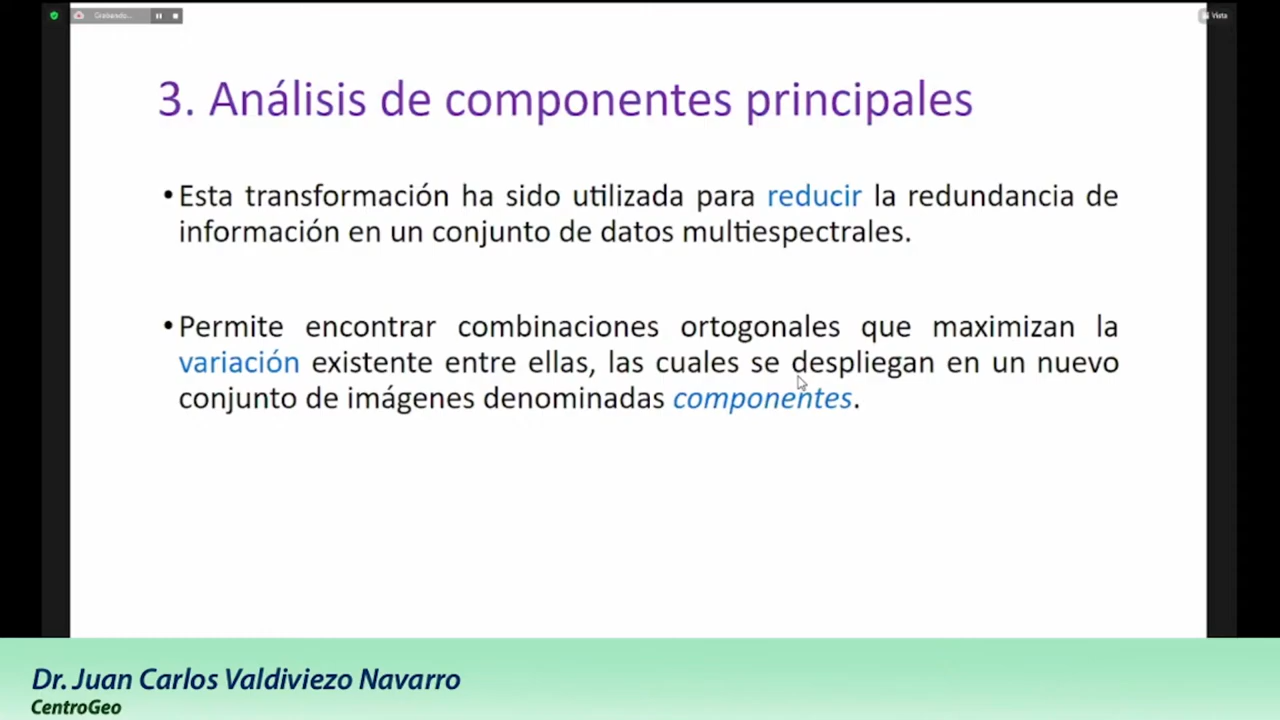 Grabando...
Vista
3. Análisis de componentes principales
•Esta transformación ha sido utilizada para reducir la redundancia de
información en un conjunto de datos multiespectrales.
•Permite encontrar combinaciones ortogonales que maximizan la
variación existente entre ellas, las cuales se despliegan en un nuevo
conjunto de imágenes denominadas componentes.
Dr. Juan Carlos Valdiviezo Navarro
CentroGeo